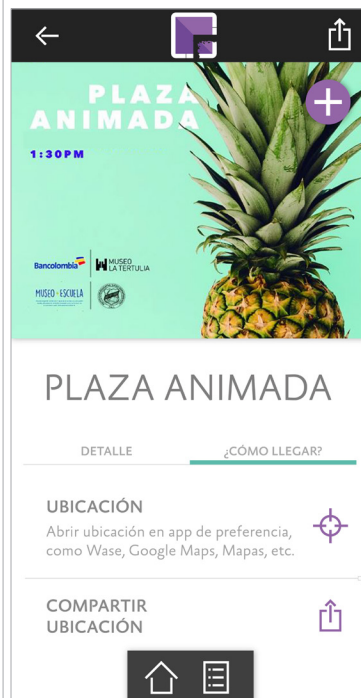 PLAZA
ANIMADA
1:30PM
Bancolombia
MUSEO
LA TERTULIA
MUSEO+ESCUELA
PLAZA ANIMADA
DETALLE
¿CÓMO LLEGAR?
UBICACIÓN
Abrir ubicación en app de preferencia,
como Wase, Google Maps, Mapas, etc.
COMPARTIR
UBICACIÓN